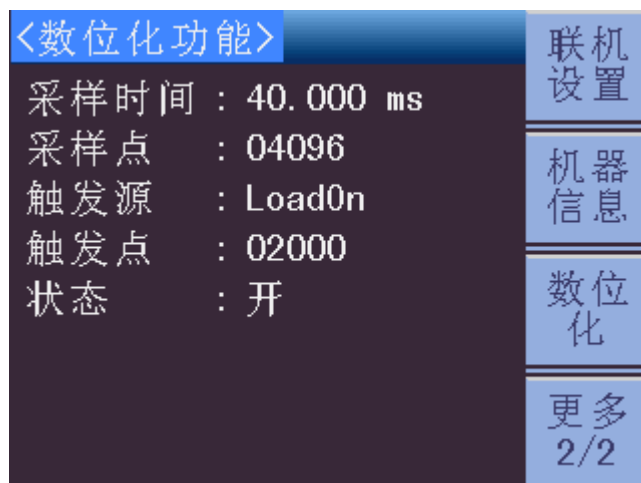 <数位化功能>
采样时间 : 40.000 ms
采样点 : 04096
触发源 : LoadOn
触发点 : 02000
状态 : 开
联机
设置
机器
信息
数位
化
更多
2/2